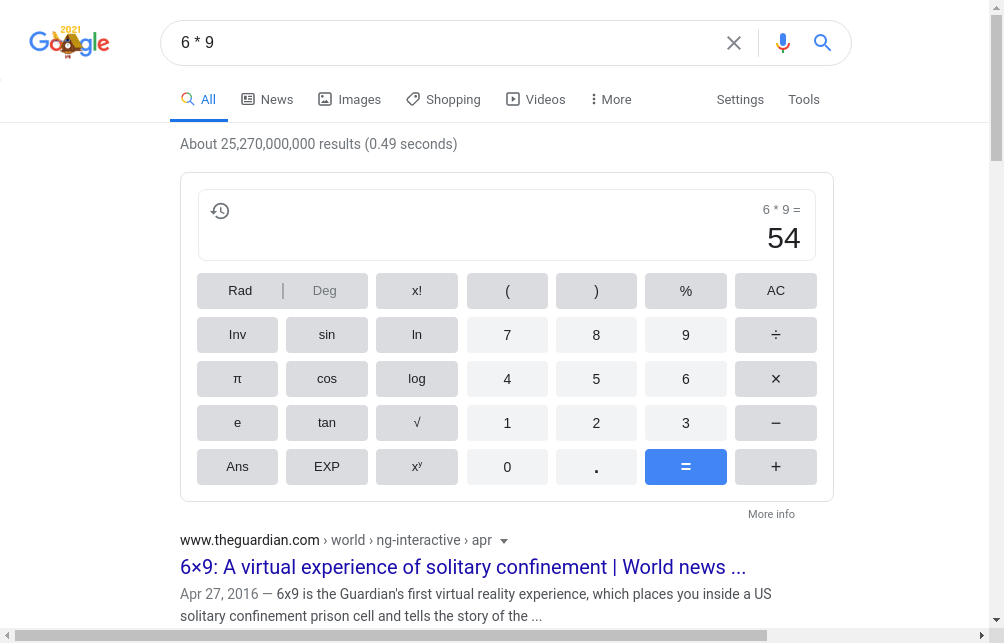 2021
Google
6 * 9
All News Images Shopping Videos More Settings Tools
About 25,270,000,000 results (0.49 seconds)
6 * 9 =
54
Rad | Deg x! ( ) % AC
Inv sin ln 7 8 9 ÷
π cos log 4 5 6 ×
e tan √ 1 2 3 −
Ans EXP xʸ 0 . = +
More info
www.theguardian.com › world › ng-interactive › apr
6×9: A virtual experience of solitary confinement | World news ...
Apr 27, 2016 — 6x9 is the Guardian's first virtual reality experience, which places you inside a US
solitary confinement prison cell and tells the story of the ...